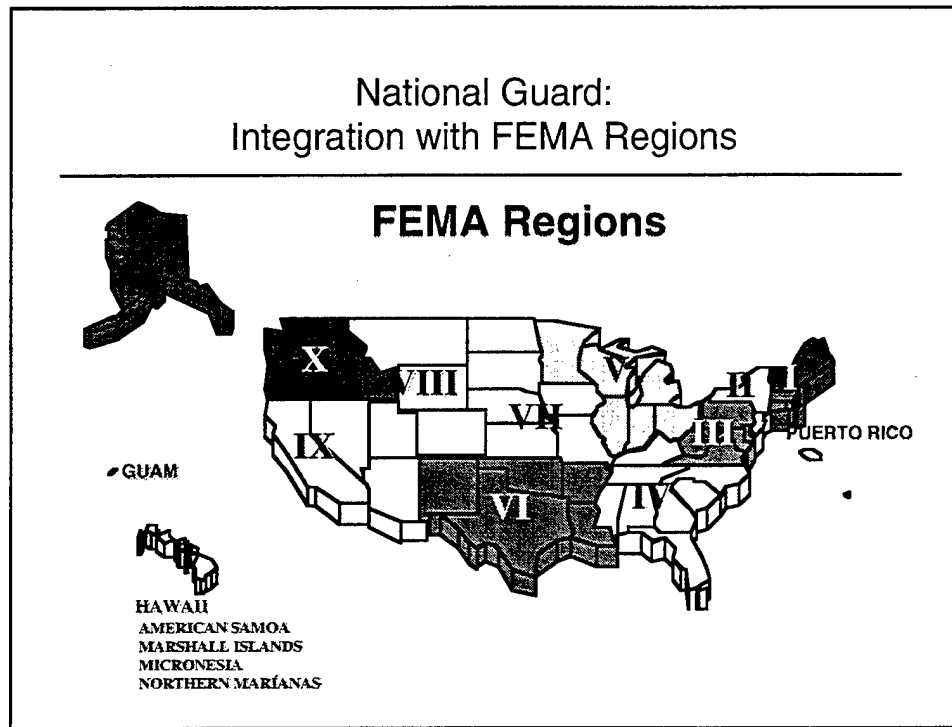 National Guard:
Integration with FEMA Regions
FEMA Regions
X
VIII
V
II
I
VII
III
IX
PUERTO RICO
GUAM
VI
IV
HAWAII
AMERICAN SAMOA
MARSHALL ISLANDS
MICRONESIA
NORTHERN MARÍANAS